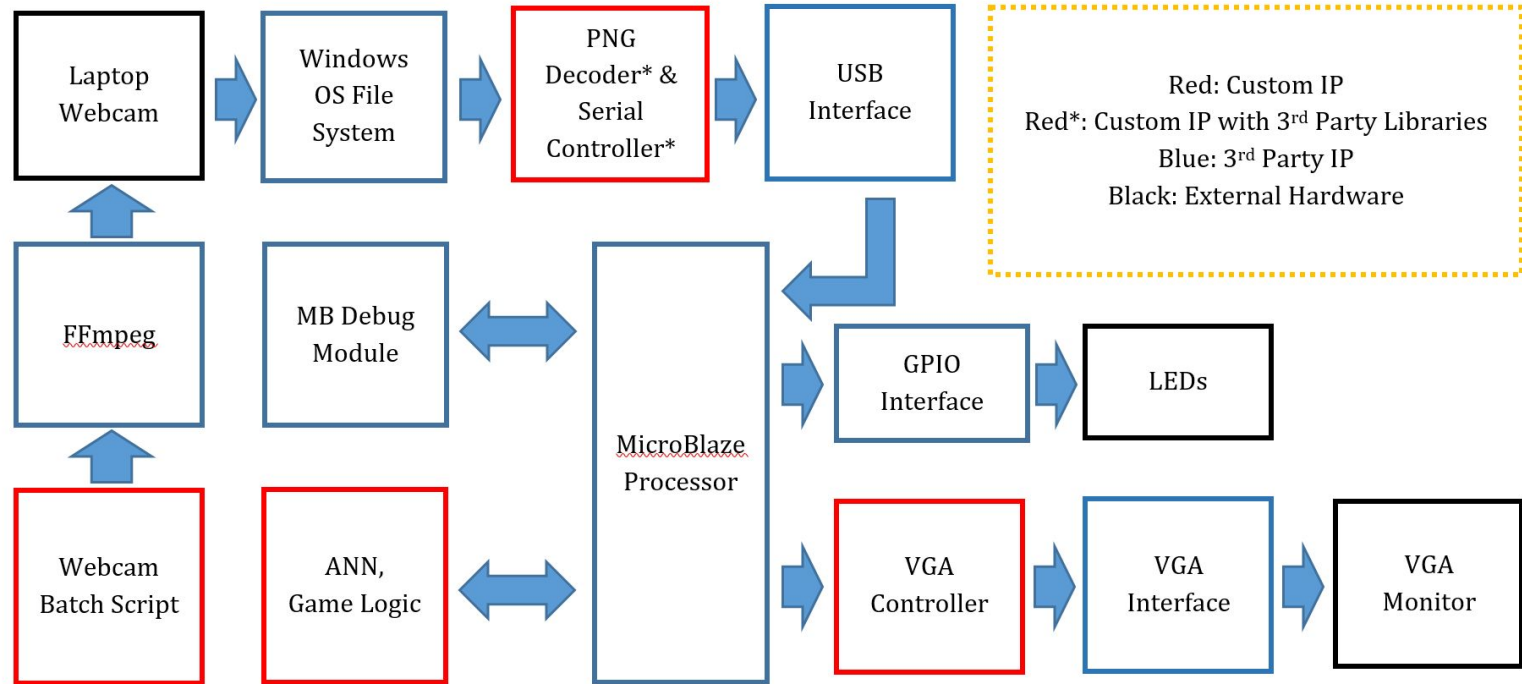 Laptop
Webcam
Windows
OS File
System
PNG
Decoder* &
Serial
Controller*
USB
Interface
Red: Custom IP
Red*: Custom IP with 3rd Party Libraries
Blue: 3rd Party IP
Black: External Hardware
FFmpeg
MB Debug
Module
MicroBlaze
Processor
GPIO
Interface
LEDs
Webcam
Batch Script
ANN,
Game Logic
VGA
Controller
VGA
Interface
VGA
Monitor